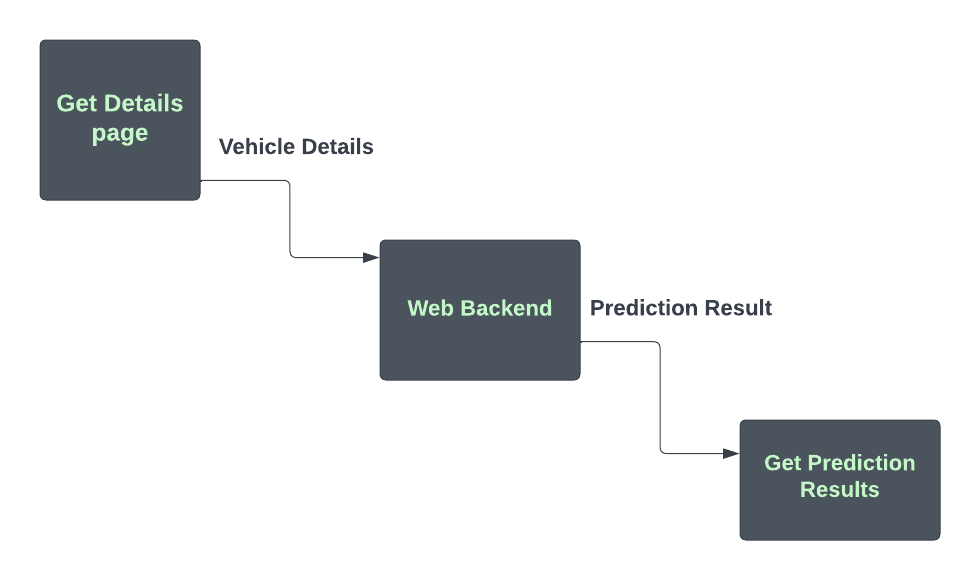 Get Details
page
Vehicle Details
Web Backend
Prediction Result
Get Prediction
Results